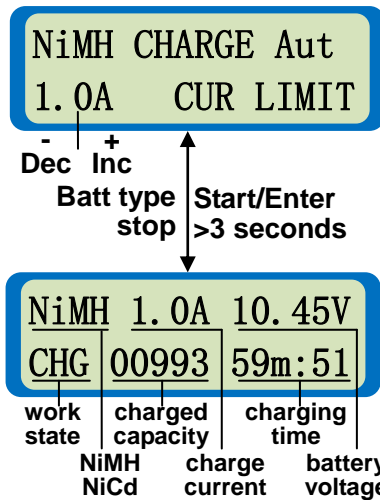 NiMH CHARGE Aut
1.0A CUR LIMIT
- +
Dec Inc
Batt type Start/Enter
stop >3 seconds
NiMH 1.0A 10.45V
CHG 00993 59m:51
work charged charging
state capacity time
NiMH charge battery
NiCd current voltage